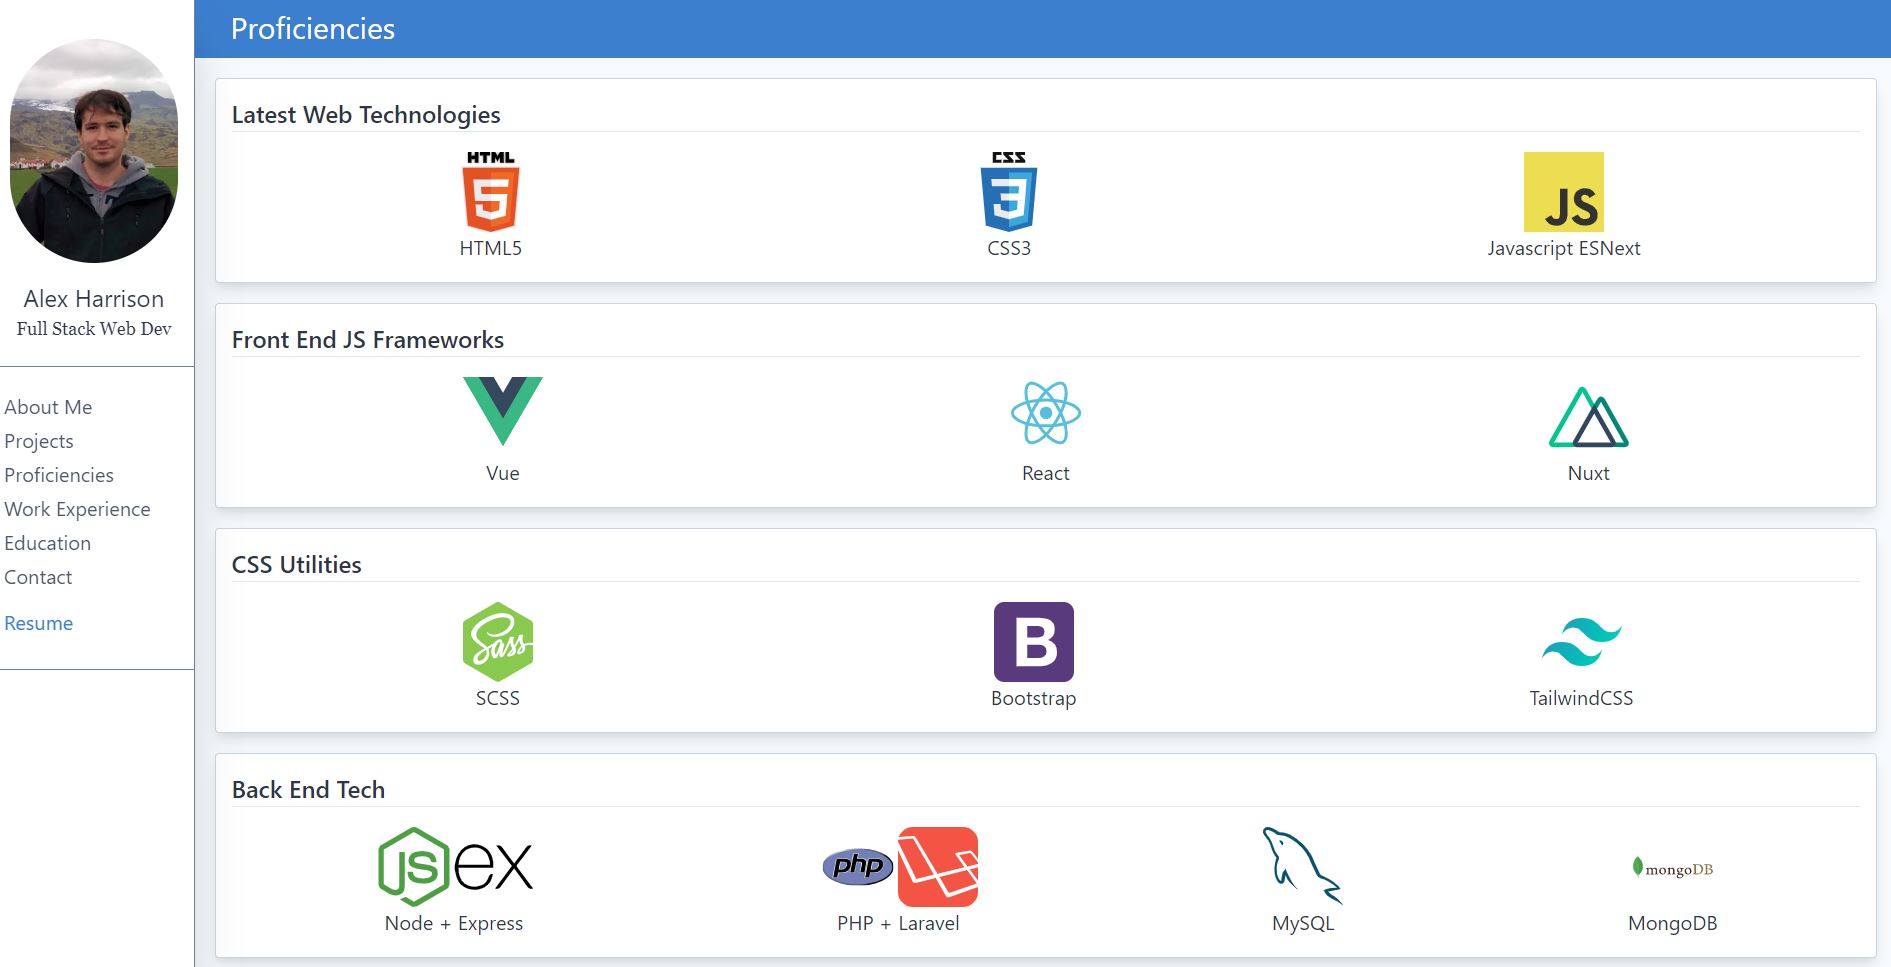 Proficiencies
Alex Harrison
Full Stack Web Dev
About Me
Projects
Proficiencies
Work Experience
Education
Contact
Resume
Latest Web Technologies
HTML CSS
5 3 JS
HTML5 CSS3 Javascript ESNext
Front End JS Frameworks
Vue React Nuxt
CSS Utilities
Sass B
SCSS Bootstrap TailwindCSS
Back End Tech
JS ex php mongoDB
Node + Express PHP + Laravel MySQL MongoDB